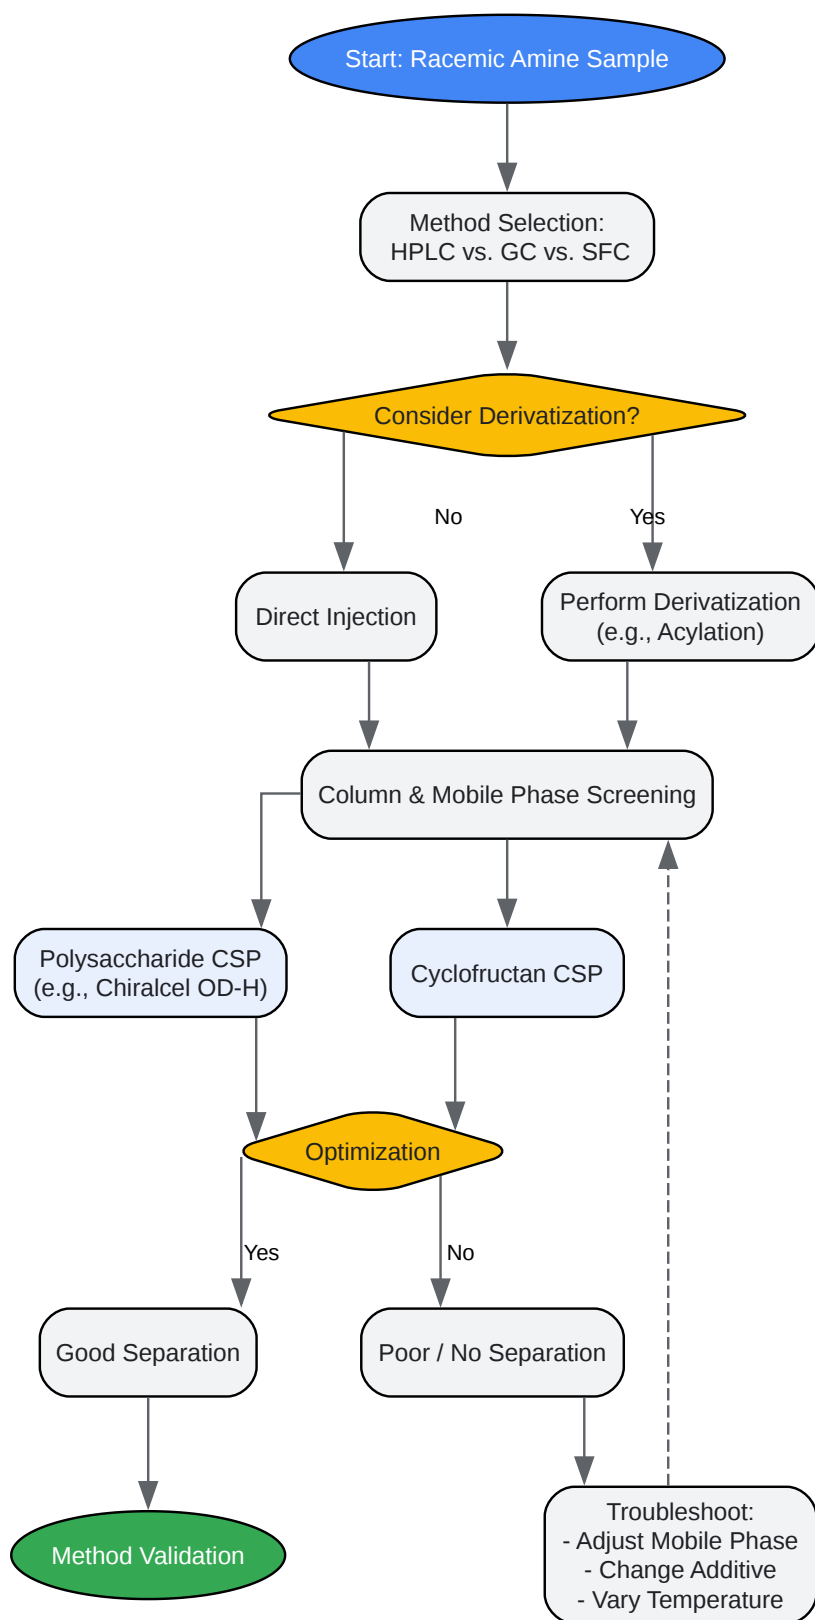 Start: Racemic Amine Sample
Method Selection:
HPLC vs. GC vs. SFC
Consider Derivatization?
No
Yes
Direct Injection
Perform Derivatization
(e.g., Acylation)
Column & Mobile Phase Screening
Polysaccharide CSP
(e.g., Chiralcel OD-H)
Cyclofructan CSP
Optimization
Yes
No
Good Separation
Poor / No Separation
Method Validation
Troubleshoot:
- Adjust Mobile Phase
- Change Additive
- Vary Temperature